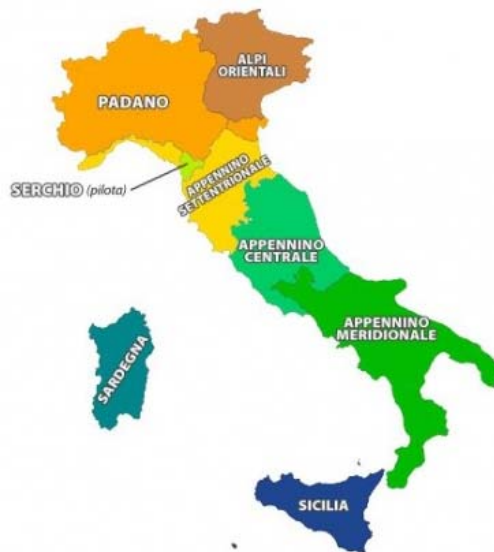 ALPI
ORIENTALI
PADANO
SERCHIO (pilota)
APPENNINO
SETTENTRIONALE
APPENNINO
CENTRALE
APPENNINO
MERIDIONALE
SARDEGNA
SICILIA